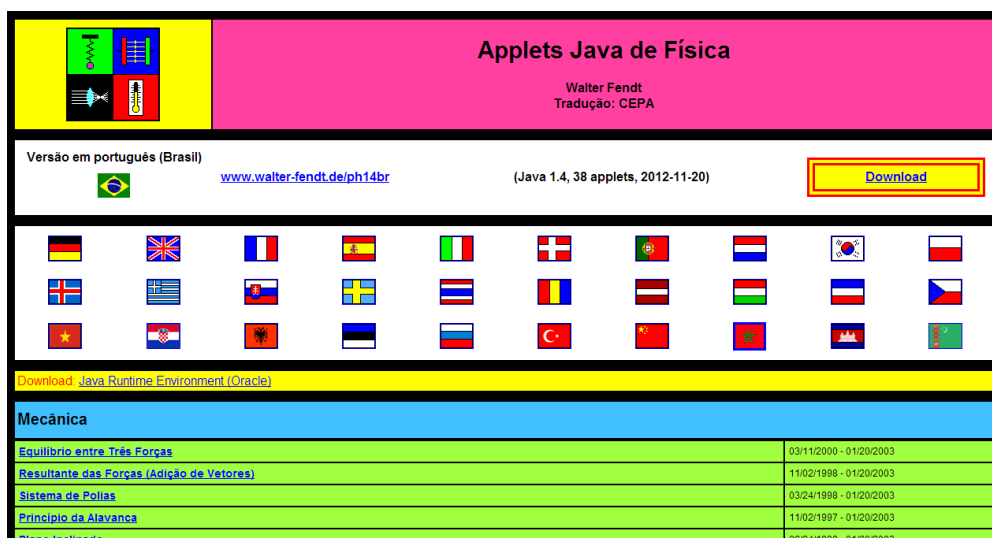 Applets Java de Física
Walter Fendt
Tradução: CEPA
Versão em português (Brasil)
www.walter-fendt.de/ph14br
(Java 1.4, 38 applets, 2012-11-20)
Download
Download: Java Runtime Environment (Oracle)
Mecânica
Equilíbrio entre Três Forças 03/11/2000 - 01/20/2003
Resultante das Forças (Adição de Vetores) 11/02/1998 - 01/20/2003
Sistema de Polias 03/24/1998 - 01/20/2003
Princípio da Alavanca 11/02/1997 - 01/20/2003